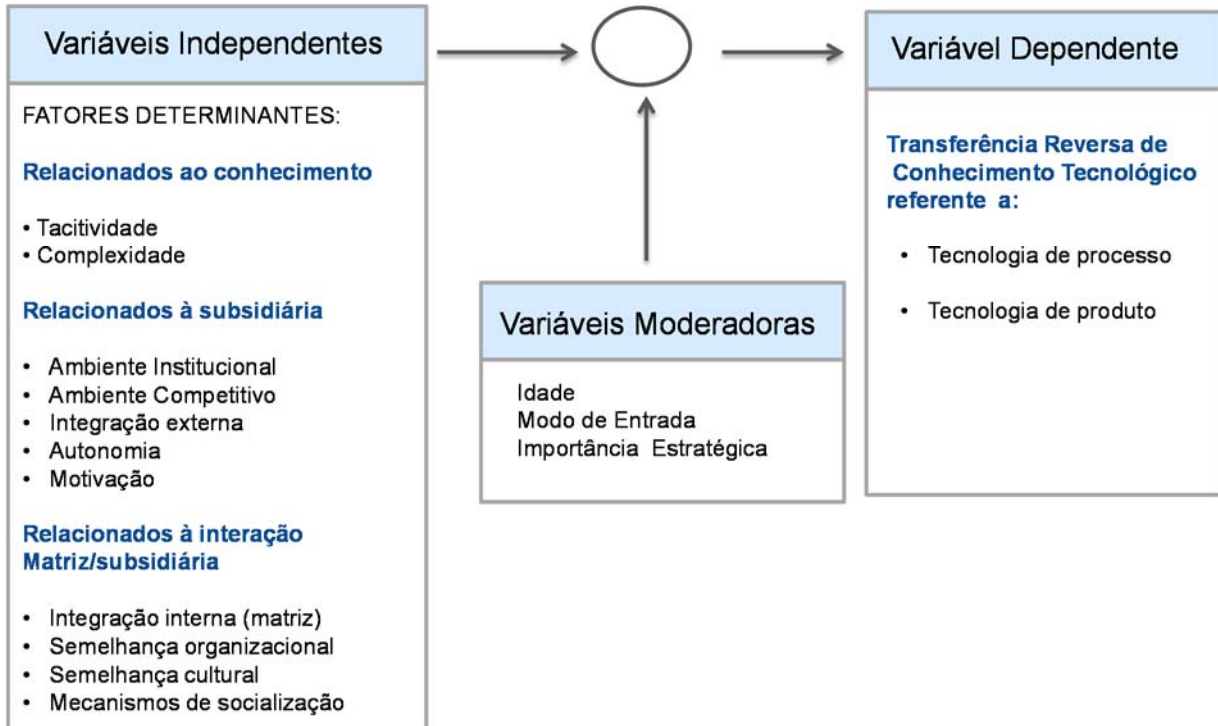 Variáveis Independentes
FATORES DETERMINANTES:
Relacionados ao conhecimento
• Tacitividade
• Complexidade
Relacionados à subsidiária
• Ambiente Institucional
• Ambiente Competitivo
• Integração externa
• Autonomia
• Motivação
Relacionados à interação
Matriz/subsidiária
• Integração interna (matriz)
• Semelhança organizacional
• Semelhança cultural
• Mecanismos de socialização
Variáveis Moderadoras
Idade
Modo de Entrada
Importância Estratégica
Variável Dependente
Transferência Reversa de
Conhecimento Tecnológico
referente a:
• Tecnologia de processo
• Tecnologia de produto